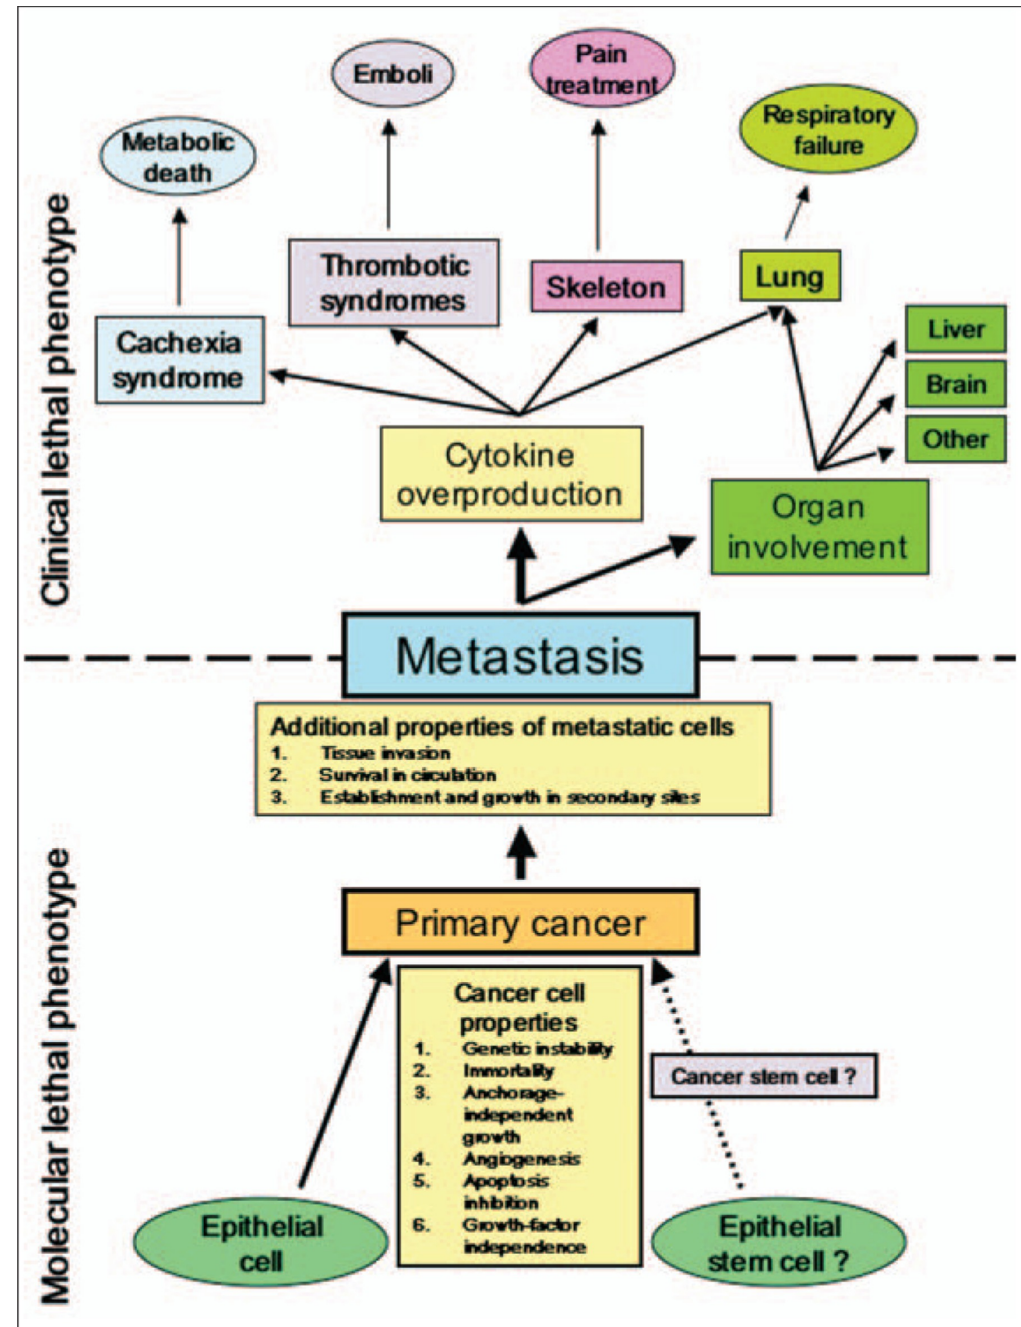 Emboli
Pain
treatment
Respiratory
failure
Metabolic
death
Clinical lethal phenotype
Thrombotic
syndromes
Skeleton
Lung
Cachexia
syndrome
Liver
Brain
Other
Cytokine
overproduction
Organ
involvement
Metastasis
Additional properties of metastatic cells
1. Tissue invasion
2. Survival in circulation
3. Establishment and growth in secondary sites
Molecular lethal phenotype
Primary cancer
Cancer cell
properties
1. Genetic instability
2. Immortality
3. Anchorage-
independent
growth
4. Angiogenesis
5. Apoptosis
inhibition
6. Growth-factor
independence
Cancer stem cell ?
Epithelial
cell
Epithelial
stem cell ?